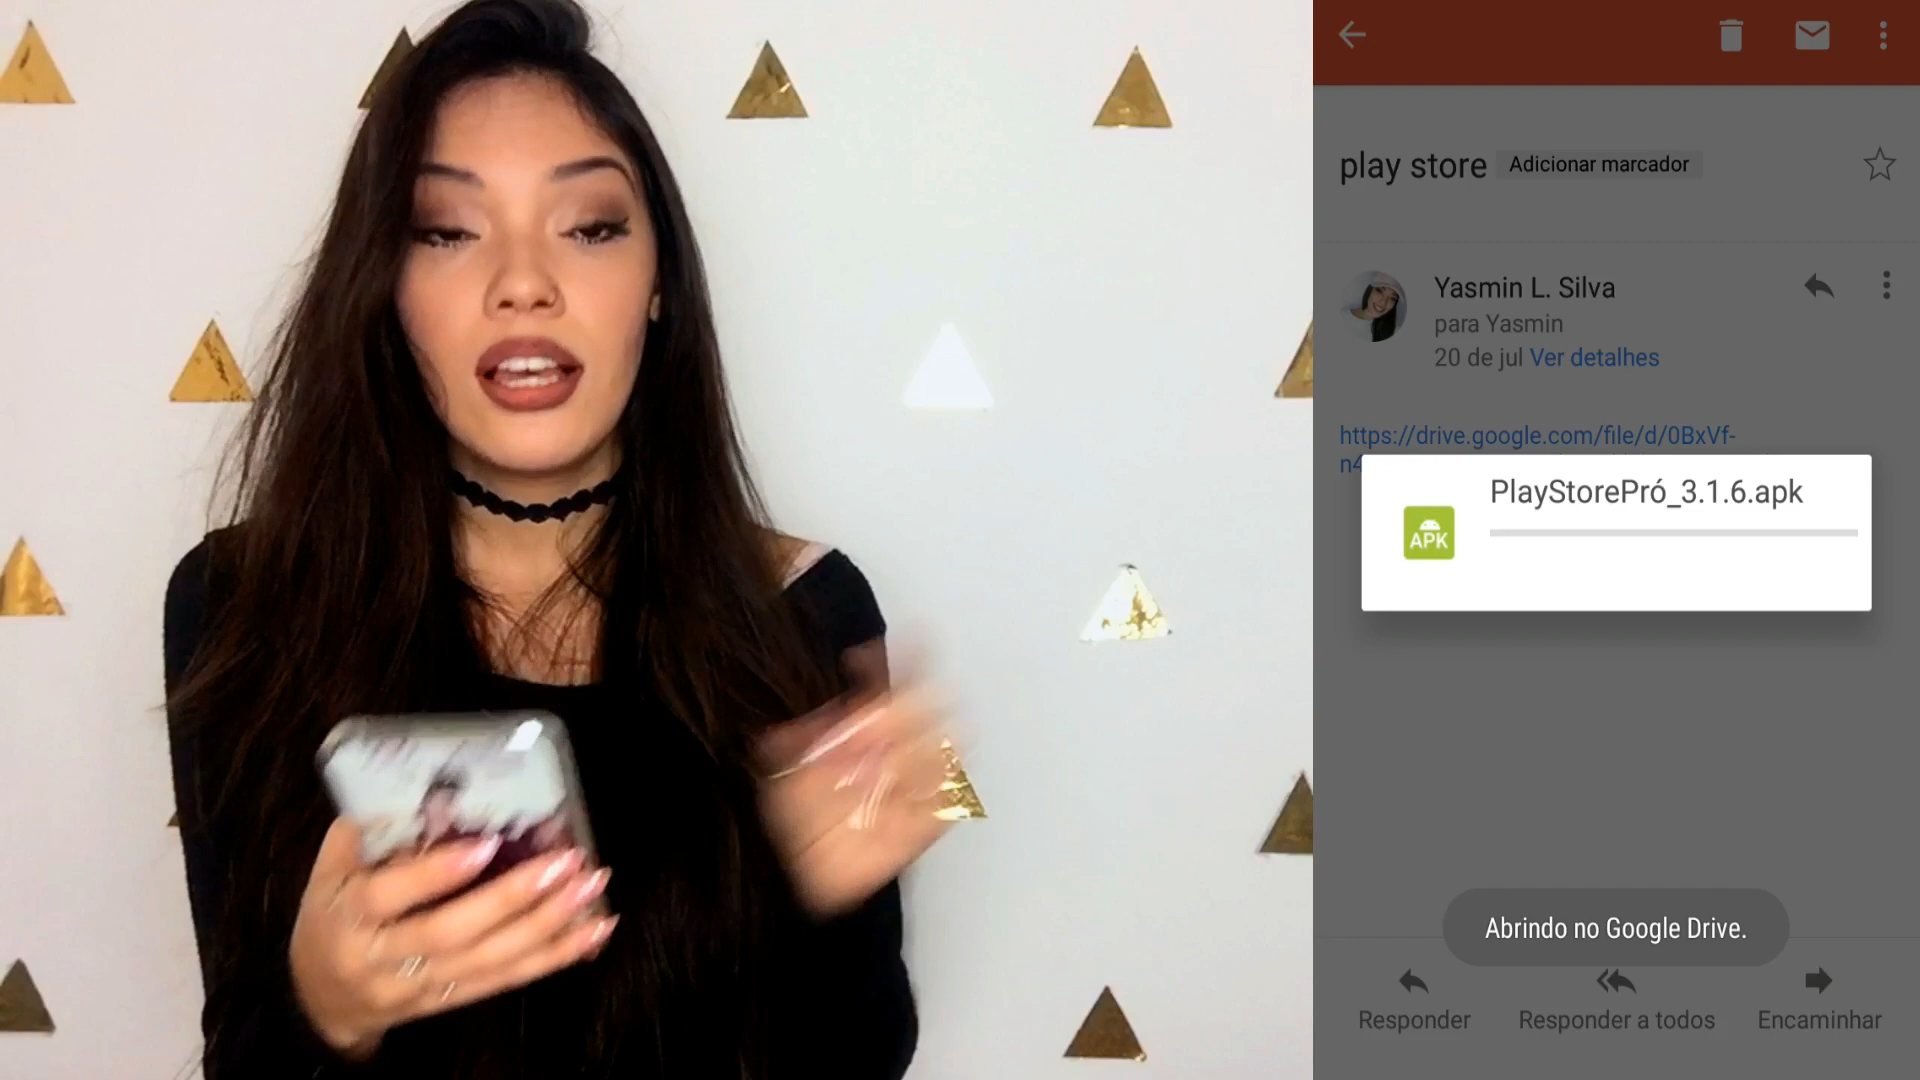 play store Adicionar marcador
Yasmin L. Silva
para Yasmin
20 de jul Ver detalhes
https://drive.google.com/file/d/0BxVf-
n4
PlayStorePró_3.1.6.apk
APK
Abrindo no Google Drive.
Responder Responder a todos Encaminhar